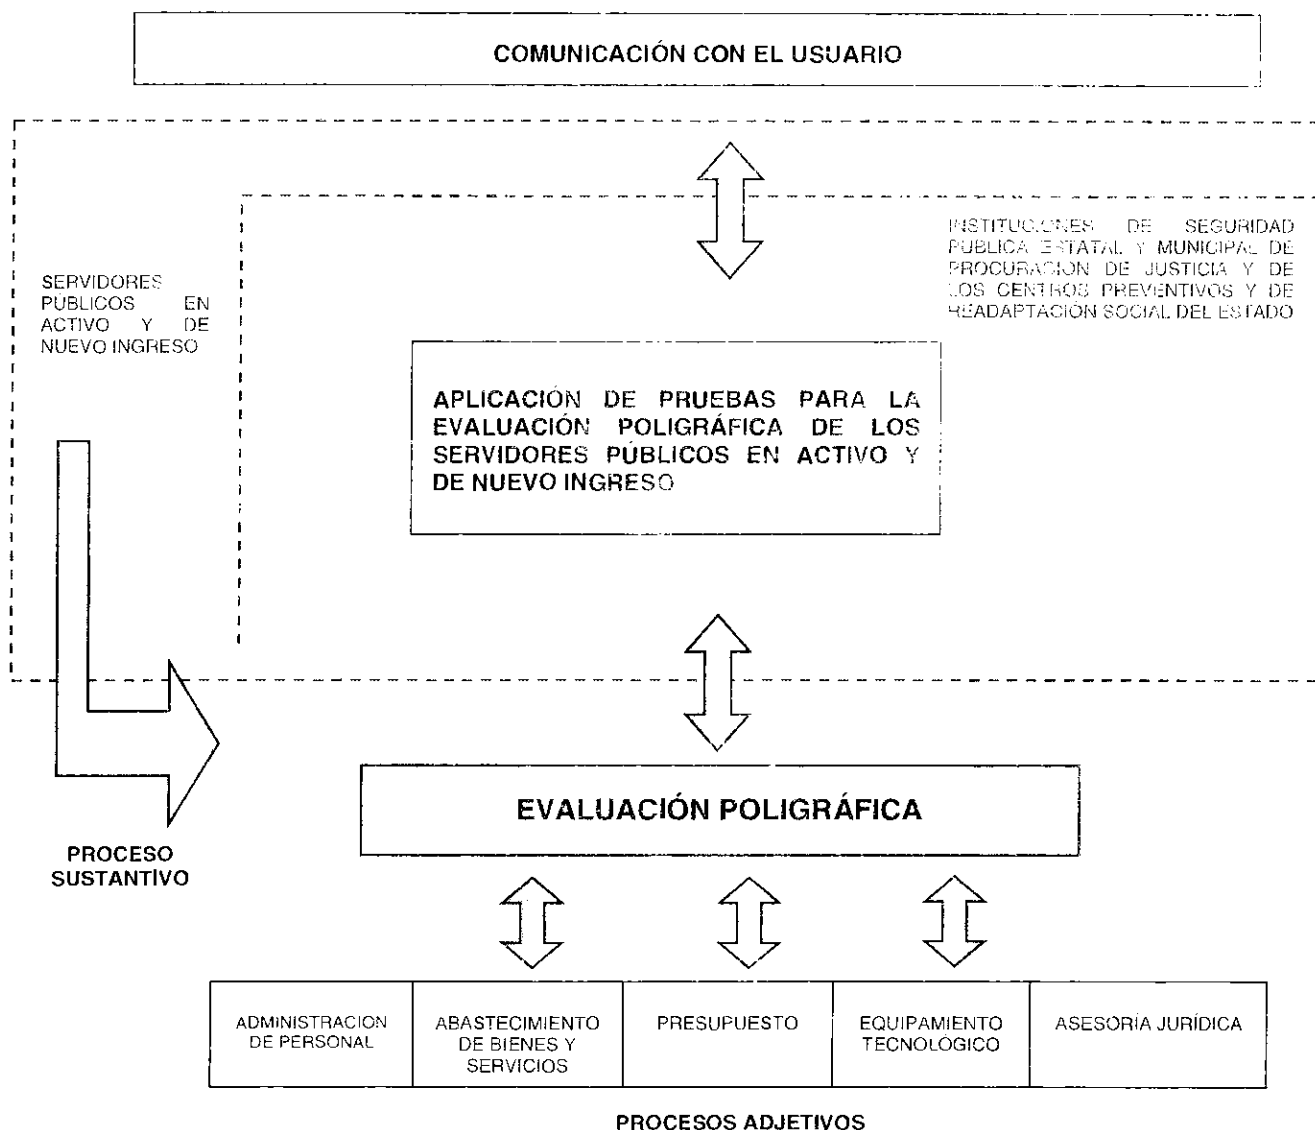 COMUNICACIÓN CON EL USUARIO
INSTITUCIONES DE SEGURIDAD
PÚBLICA ESTATAL Y MUNICIPAL DE
PROCURACIÓN DE JUSTICIA Y DE
LOS CENTROS PREVENTIVOS Y DE
READAPTACIÓN SOCIAL DEL ESTADO
SERVIDORES
PÚBLICOS EN
ACTIVO Y DE
NUEVO INGRESO
APLICACIÓN DE PRUEBAS PARA LA
EVALUACIÓN POLIGRÁFICA DE LOS
SERVIDORES PÚBLICOS EN ACTIVO Y
DE NUEVO INGRESO
EVALUACIÓN POLIGRÁFICA
PROCESO
SUSTANTIVO
ADMINISTRACION
DE PERSONAL
ABASTECIMIENTO
DE BIENES Y
SERVICIOS
PRESUPUESTO
EQUIPAMIENTO
TECNOLÓGICO
ASESORÍA JURÍDICA
PROCESOS ADJETIVOS